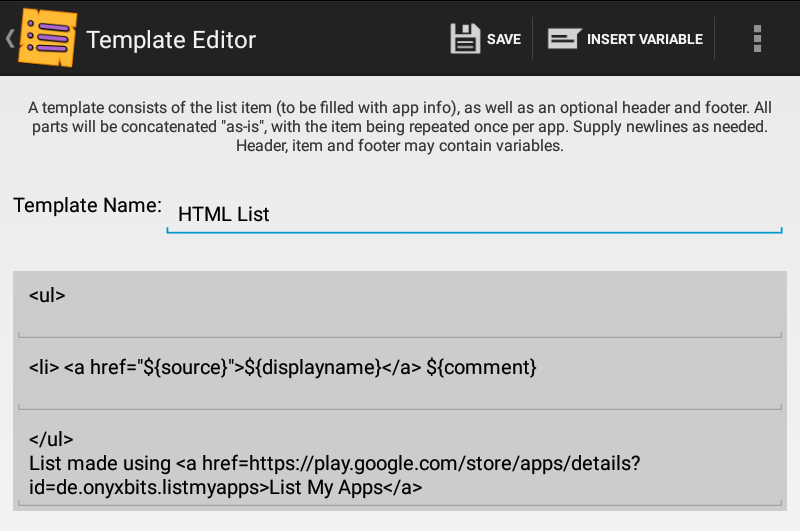 Template Editor
SAVE
INSERT VARIABLE
A template consists of the list item (to be filled with app info), as well as an optional header and footer. All
parts will be concatenated "as-is", with the item being repeated once per app. Supply newlines as needed.
Header, item and footer may contain variables.
Template Name:
HTML List
<ul>
<li> <a href="${source}">${displayname}</a> ${comment}
</ul>
List made using <a href=https://play.google.com/store/apps/details?
id=de.onyxbits.listmyapps>List My Apps</a>